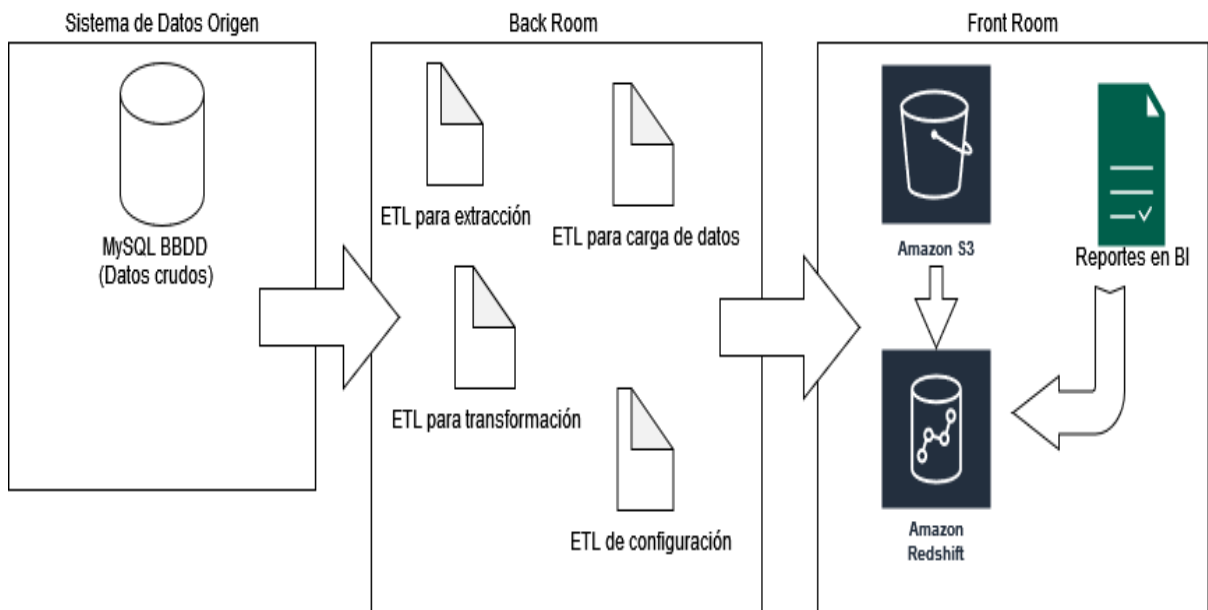 Sistema de Datos Origen
Back Room
Front Room
MySQL BBDD
(Datos crudos)
ETL para extracción
ETL para carga de datos
ETL para transformación
ETL de configuración
Amazon S3
Reportes en BI
Amazon
Redshift